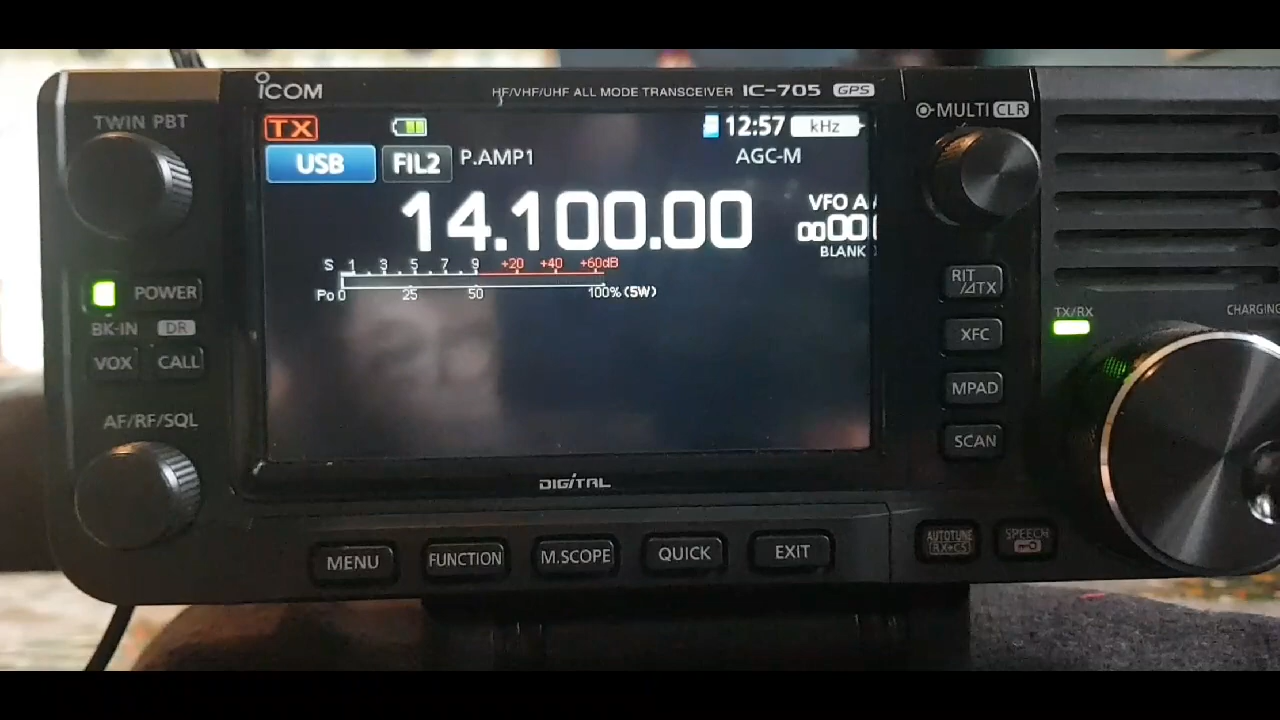 ICOM
HF/VHF/UHF ALL MODE TRANSCEIVER IC-705 GPS
TWIN PBT
TX 12:57 kHz
MULTI CLR
USB FIL2 P.AMP1 AGC-M
14.100.00
VFO A
00
BLANK
S 1 3 5 7 9 +20 +40 +60dB
Po 0 25 50 100% (5W)
POWER
RIT
/⊿TX
BK-IN DR
TX/RX
CHARGING
VOX CALL
XFC
MPAD
AF/RF/SQL
SCAN
DIGITAL
MENU FUNCTION M.SCOPE QUICK EXIT
AUTOTUNE
RX→CS
SPEECH